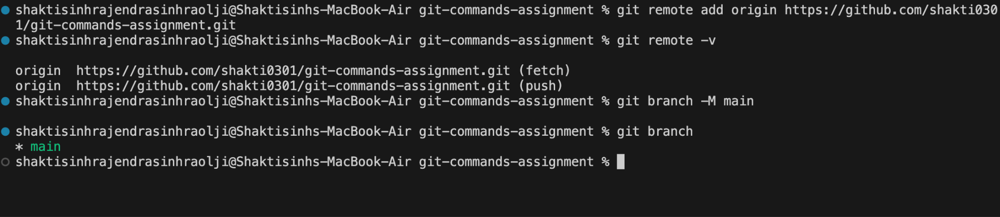 shaktisinhrajendrasinhraolji@Shaktisinhs-MacBook-Air git-commands-assignment % git remote add origin https://github.com/shakti030
1/git-commands-assignment.git
shaktisinhrajendrasinhraolji@Shaktisinhs-MacBook-Air git-commands-assignment % git remote -v
origin  https://github.com/shakti0301/git-commands-assignment.git (fetch)
origin  https://github.com/shakti0301/git-commands-assignment.git (push)
shaktisinhrajendrasinhraolji@Shaktisinhs-MacBook-Air git-commands-assignment % git branch -M main
shaktisinhrajendrasinhraolji@Shaktisinhs-MacBook-Air git-commands-assignment % git branch
* main
shaktisinhrajendrasinhraolji@Shaktisinhs-MacBook-Air git-commands-assignment %